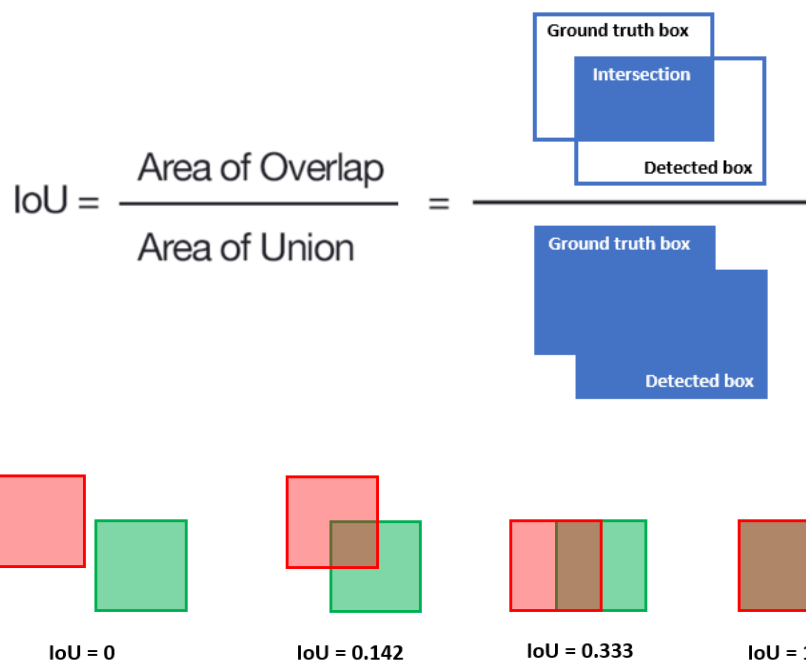 Ground truth box
Intersection
Detected box
IoU =
Area of Overlap
Area of Union
=
Ground truth box
Detected box
IoU = 0
IoU = 0.142
IoU = 0.333
IoU =